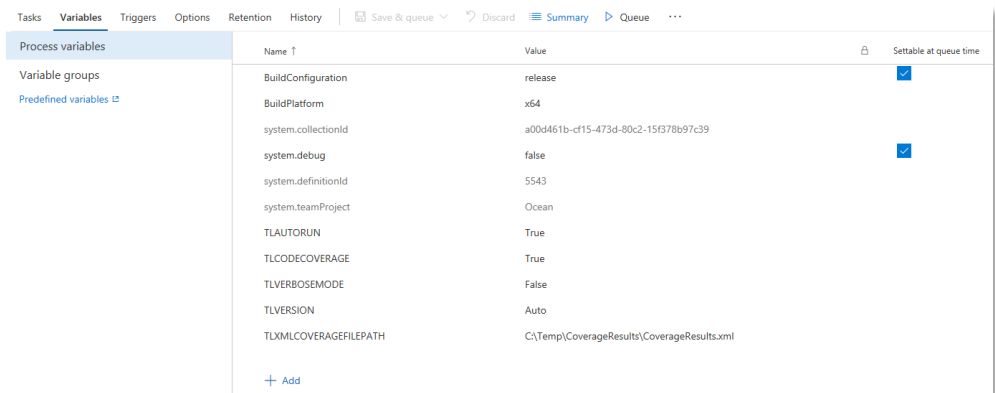 Tasks Variables Triggers Options Retention History Save & queue Discard Summary Queue ...
Process variables
Variable groups
Predefined variables
Name ↑ Value Settable at queue time
BuildConfiguration release
BuildPlatform x64
system.collectionId a00d461b-cf15-473d-80c2-15f378b97c39
system.debug false
system.definitionId 5543
system.teamProject Ocean
TLAUTORUN True
TLCODECOVERAGE True
TLVERBOSEMODE False
TLVERSION Auto
TLXMLCOVERAGEFILEPATH C:\Temp\CoverageResults\CoverageResults.xml
+ Add